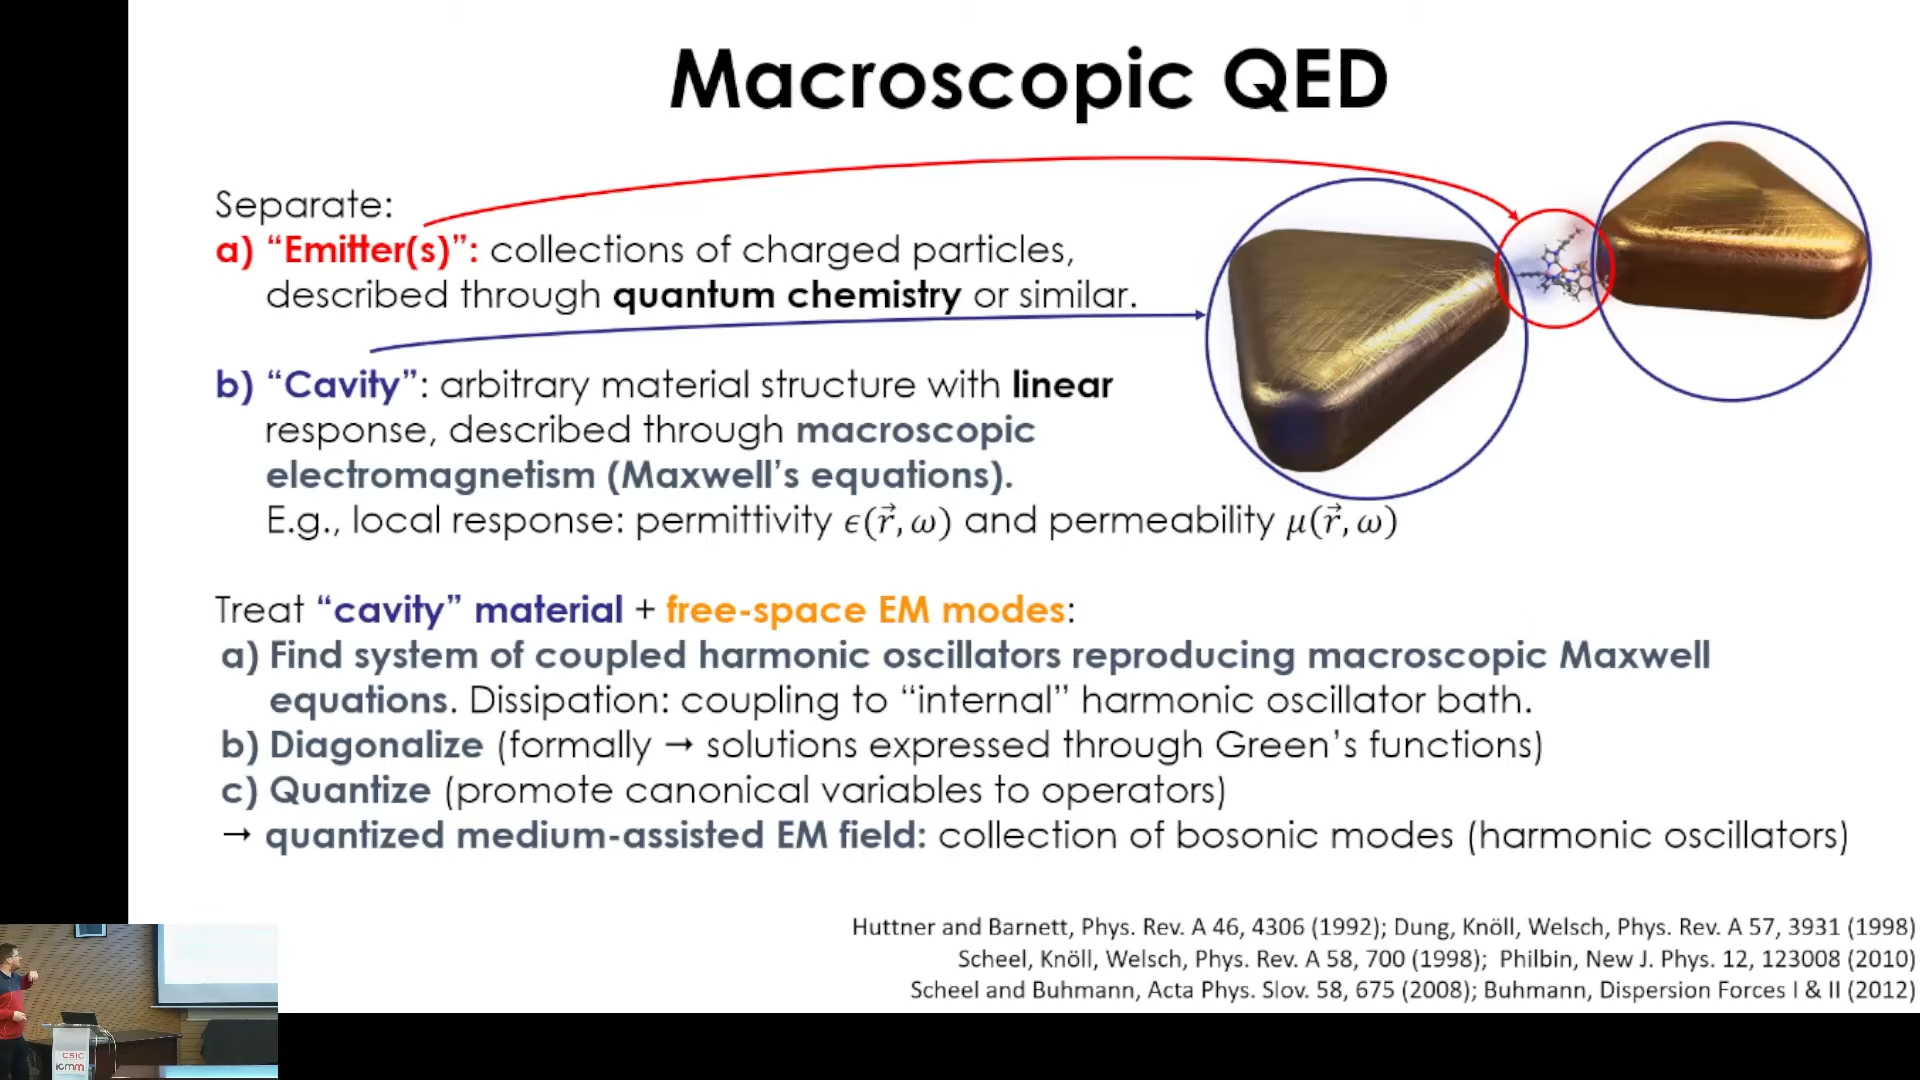 Macroscopic QED
Separate:
a) “Emitter(s)”: collections of charged particles,
described through quantum chemistry or similar.
b) “Cavity”: arbitrary material structure with linear
response, described through macroscopic
electromagnetism (Maxwell’s equations).
E.g., local response: permittivity ϵ(r⃗, ω) and permeability μ(r⃗, ω)
Treat “cavity” material + free-space EM modes:
a) Find system of coupled harmonic oscillators reproducing macroscopic Maxwell
equations. Dissipation: coupling to “internal” harmonic oscillator bath.
b) Diagonalize (formally → solutions expressed through Green’s functions)
c) Quantize (promote canonical variables to operators)
→ quantized medium-assisted EM field: collection of bosonic modes (harmonic oscillators)
Huttner and Barnett, Phys. Rev. A 46, 4306 (1992); Dung, Knöll, Welsch, Phys. Rev. A 57, 3931 (1998)
Scheel, Knöll, Welsch, Phys. Rev. A 58, 700 (1998); Philbin, New J. Phys. 12, 123008 (2010)
Scheel and Buhmann, Acta Phys. Slov. 58, 675 (2008); Buhmann, Dispersion Forces I & II (2012)
CSIC
icmm